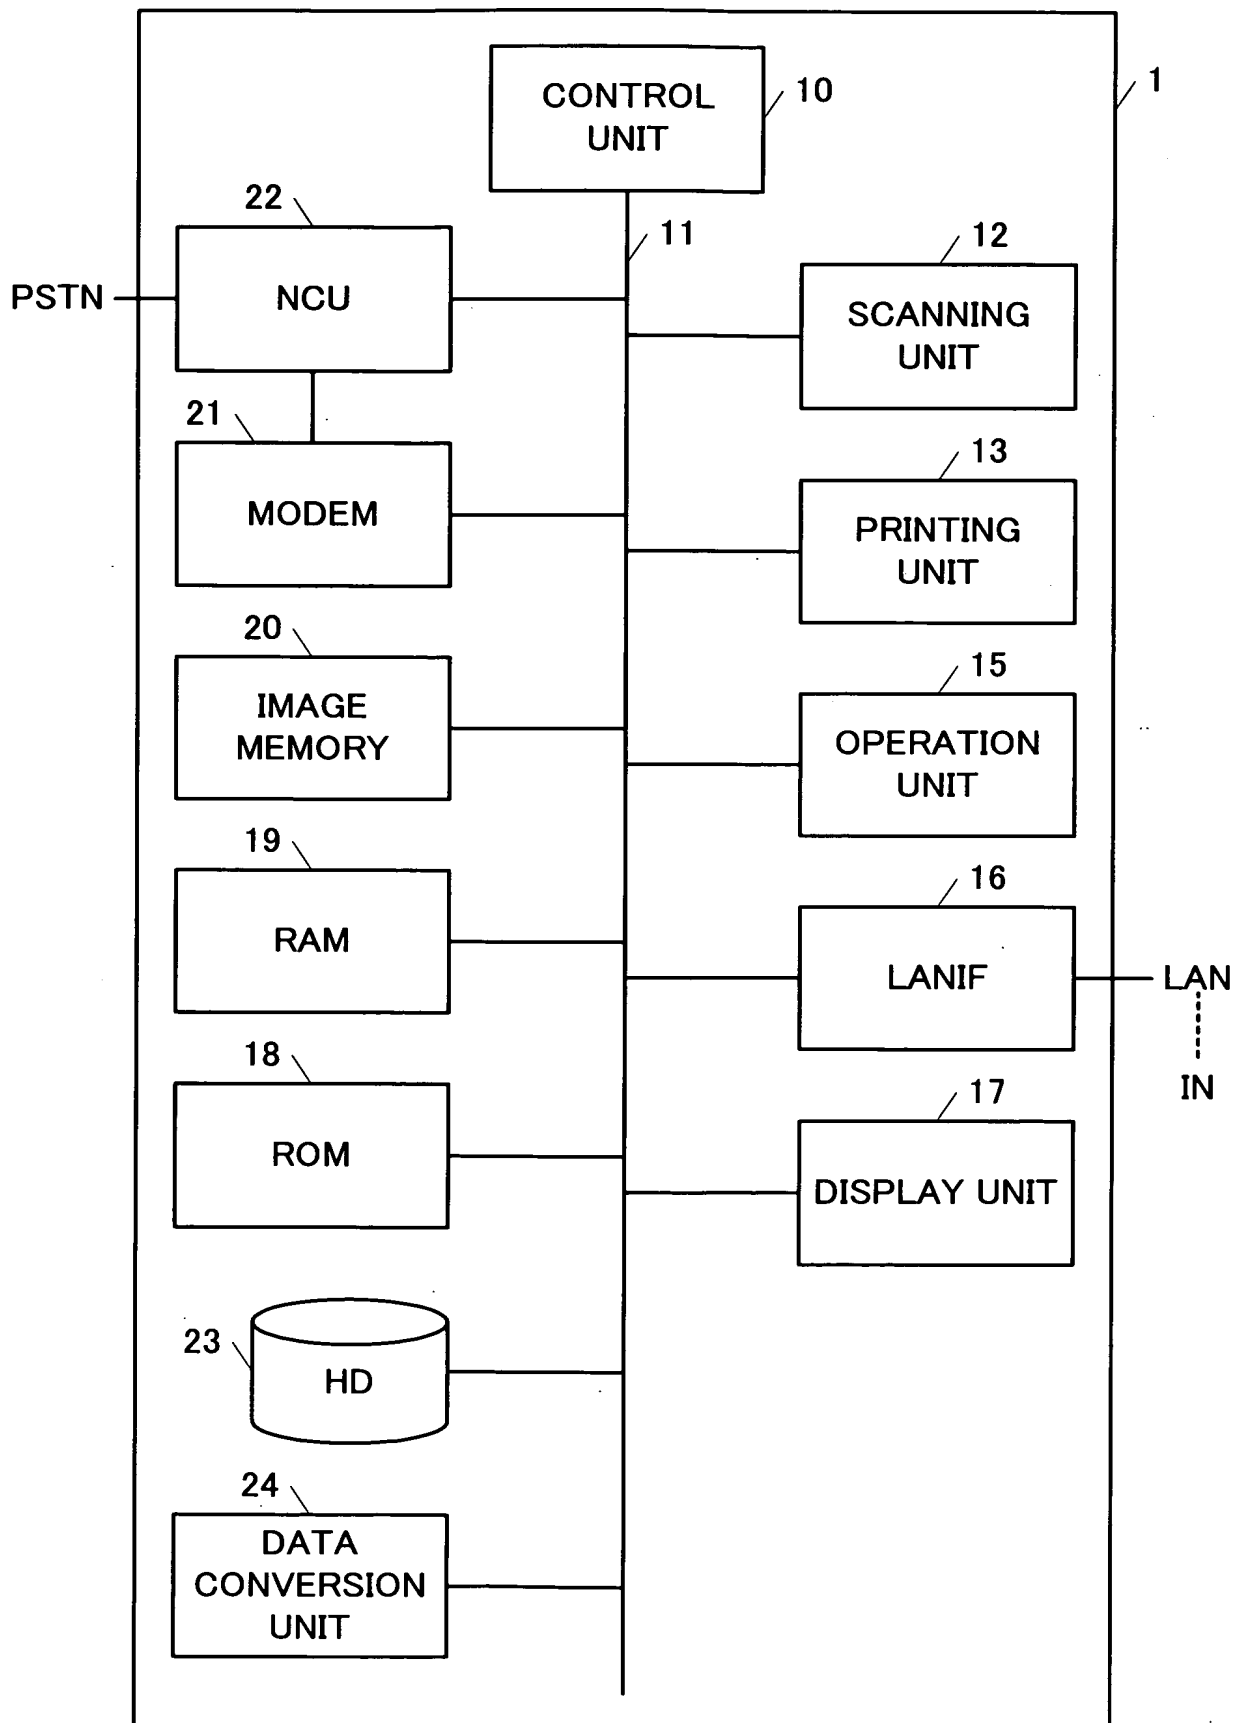 CONTROL
UNIT
10
1
22
11
12
PSTN
NCU
SCANNING
UNIT
21
13
MODEM
PRINTING
UNIT
20
15
IMAGE
MEMORY
OPERATION
UNIT
19
16
RAM
LANIF
LAN
18
17
IN
ROM
DISPLAY UNIT
23
HD
24
DATA
CONVERSION
UNIT